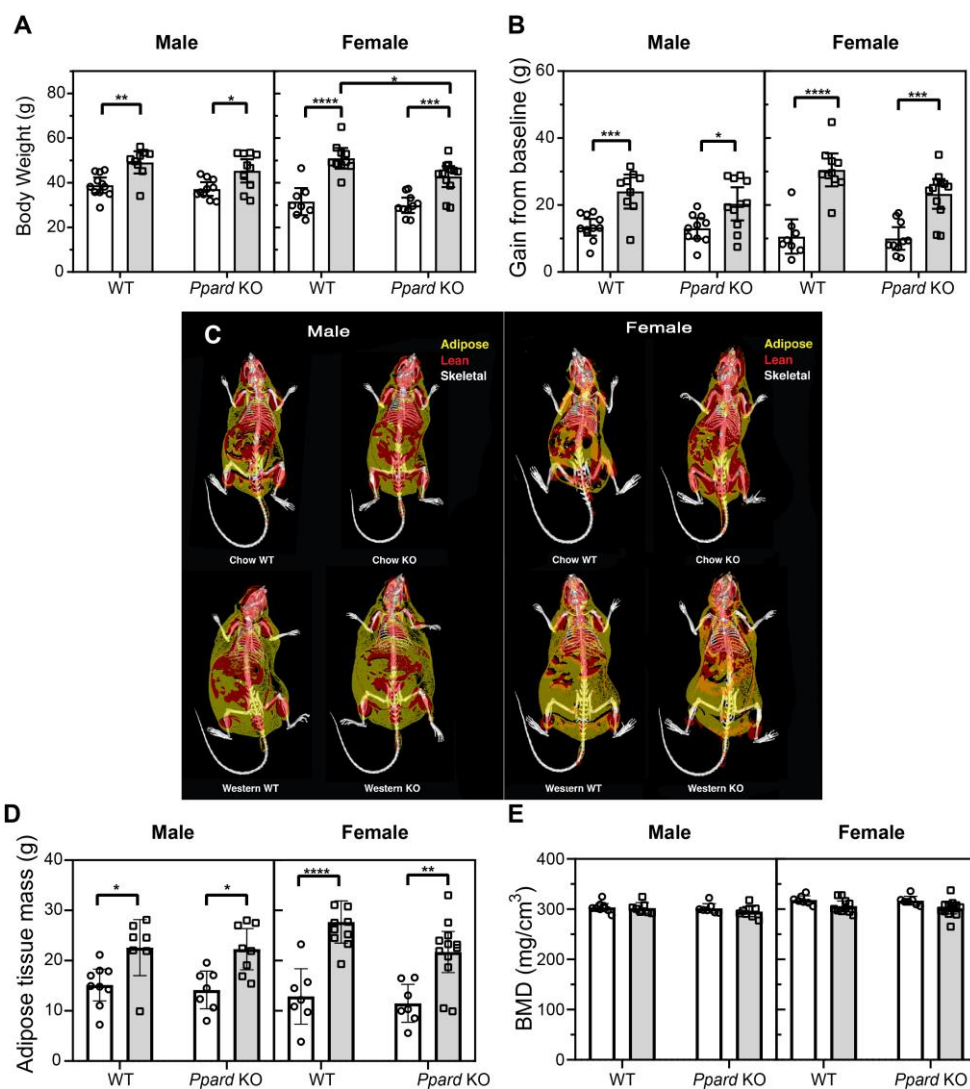 A
Male
Female
Body Weight (g)
80
60
40
20
0
**
*
****
*
***
WT
Ppard KO
WT
Ppard KO
B
Male
Female
Gain from baseline (g)
60
40
20
0
***
*
****
***
WT
Ppard KO
WT
Ppard KO
C
Male
Adipose
Lean
Skeletal
Chow WT
Chow KO
Western WT
Western KO
Female
Adipose
Lean
Skeletal
Chow WT
Chow KO
Western WT
Western KO
D
Male
Female
Adipose tissue mass (g)
40
30
20
10
0
*
*
****
**
WT
Ppard KO
WT
Ppard KO
E
Male
Female
BMD (mg/cm³)
400
300
200
100
0
WT
Ppard KO
WT
Ppard KO